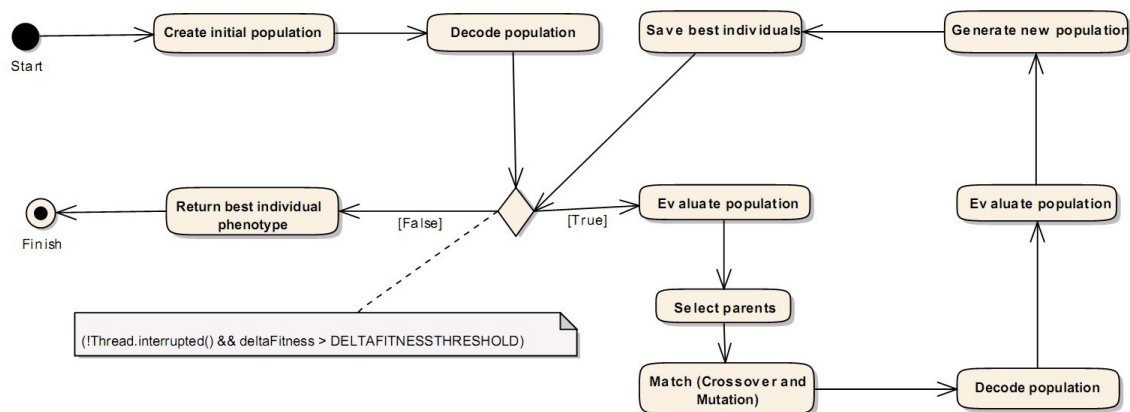 Create initial population
Decode population
Save best individuals
Generate new population
Start
Return best individual
phenotype
[False]
[True]
Evaluate population
Evaluate population
Finish
Select parents
(!Thread.interrupted() && deltaFitness > DELTAFITNESSTHRESHOLD)
Match (Crossover and
Mutation)
Decode population